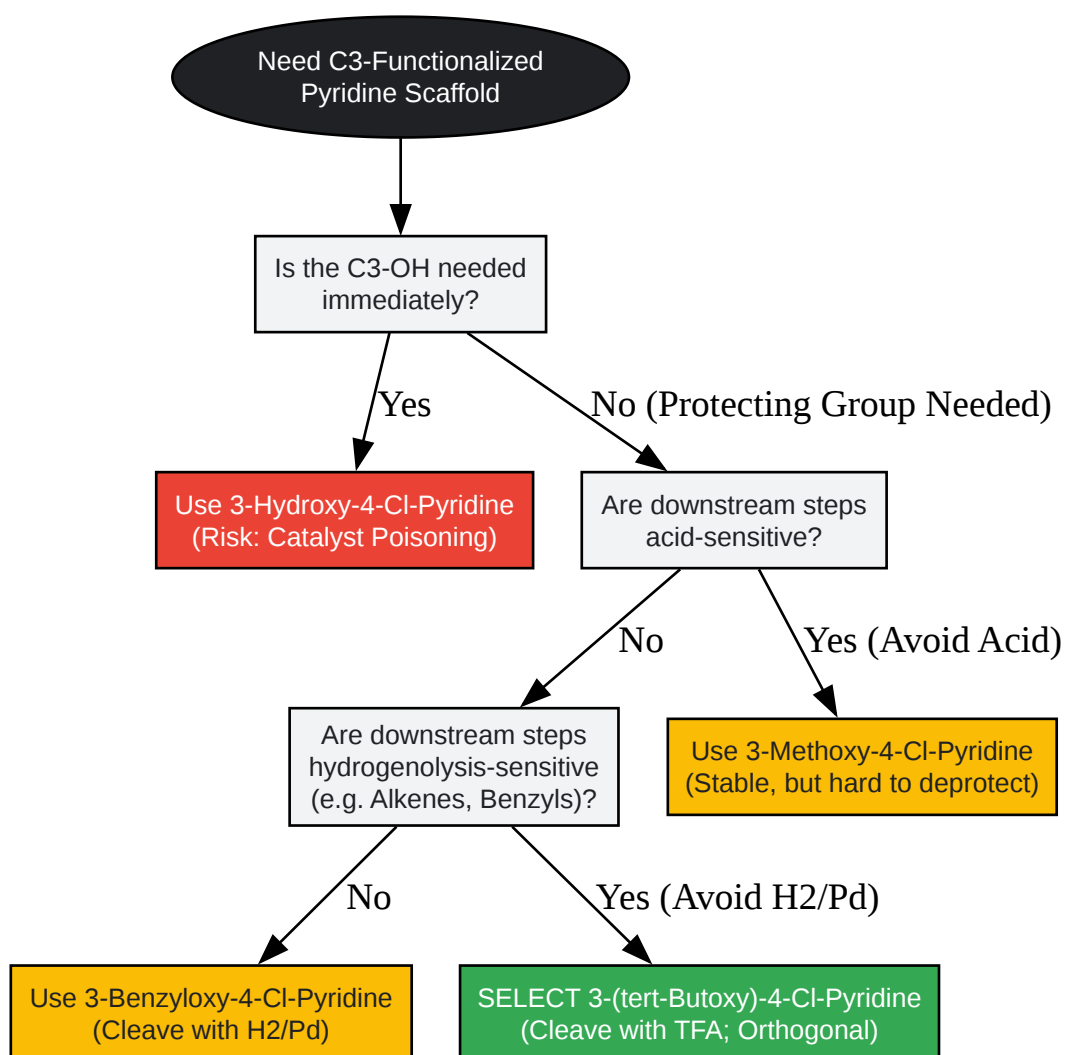 Need C3-Functionalized
Pyridine Scaffold
Is the C3-OH needed
immediately?
Yes
No (Protecting Group Needed)
Use 3-Hydroxy-4-Cl-Pyridine
(Risk: Catalyst Poisoning)
Are downstream steps
acid-sensitive?
No
Yes (Avoid Acid)
Are downstream steps
hydrogenolysis-sensitive
(e.g. Alkenes, Benzyls)?
Use 3-Methoxy-4-Cl-Pyridine
(Stable, but hard to deprotect)
No
Yes (Avoid H2/Pd)
Use 3-Benzyloxy-4-Cl-Pyridine
(Cleave with H2/Pd)
SELECT 3-(tert-Butoxy)-4-Cl-Pyridine
(Cleave with TFA; Orthogonal)